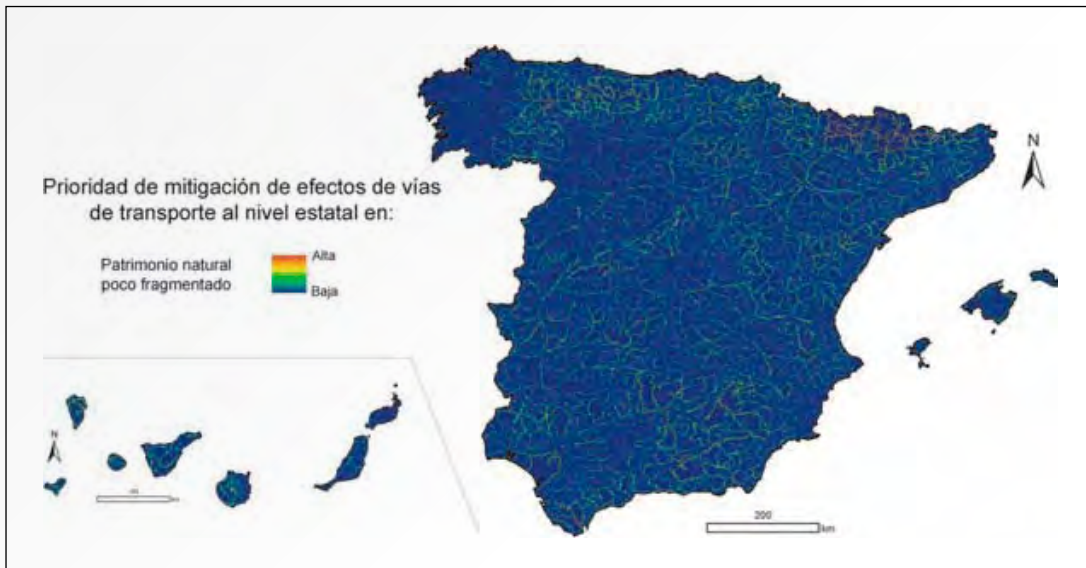 Prioridad de mitigación de efectos de vías
de transporte al nivel estatal en:
Patrimonio natural
poco fragmentado
Alta
Baja
N
N
200
km